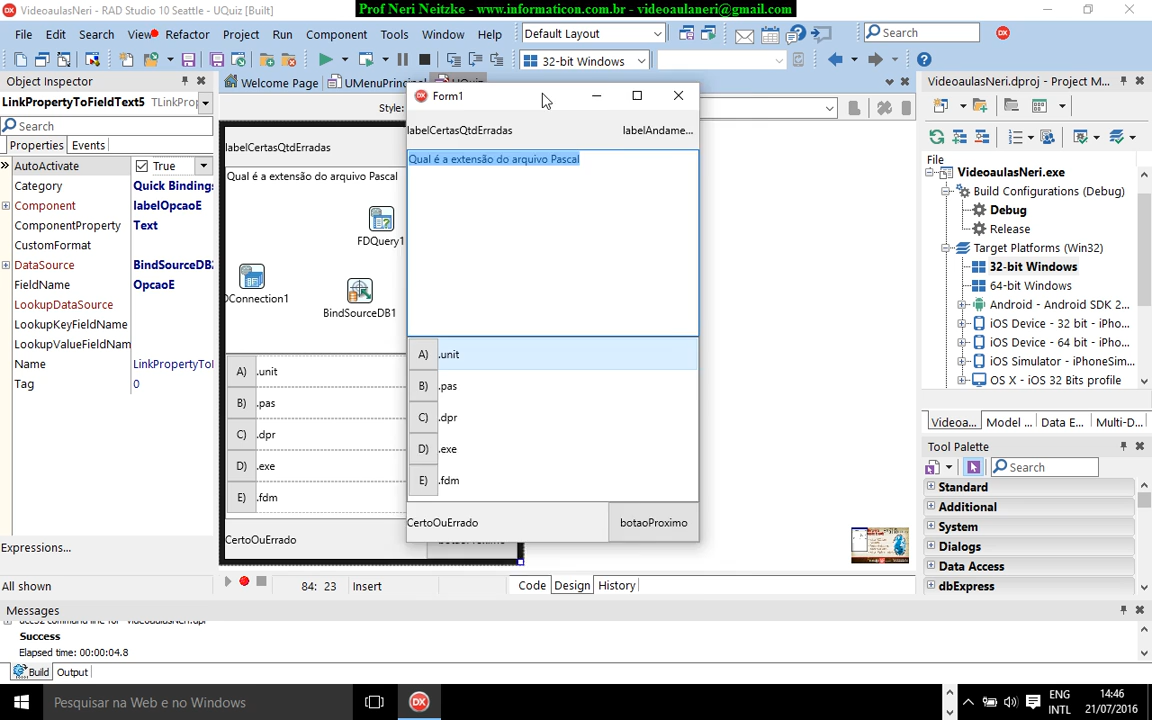 Prof Neri Neitzke - www.informaticon.com.br - videoaulaneri@gmail.com
VideoaulasNeri - RAD Studio 10 Seattle - UQuiz [Built]
File Edit Search View Refactor Project Run Component Tools Window Help
Default Layout
Search
32-bit Windows
Object Inspector
LinkPropertyToFieldText5 TLinkProp
Search
Properties Events
AutoActivate True
Category Quick Bindings
Component labelOpcaoE
ComponentProperty Text
CustomFormat
DataSource BindSourceDB
FieldName OpcaoE
LookupDataSource
LookupKeyFieldName
LookupValueFieldNam
Name LinkPropertyTo
Tag 0
Expressions...
All shown
Welcome Page UMenuPrincip
Style:
labelCertasQtdErradas
Qual é a extensão do arquivo Pascal
FDQuery1
Connection1
BindSourceDB1
A) .unit
B) .pas
C) .dpr
D) .exe
E) .fdm
CertoOuErrado
Form1
labelCertasQtdErradas labelAndame...
Qual é a extensão do arquivo Pascal
A) .unit
B) .pas
C) .dpr
D) .exe
E) .fdm
CertoOuErrado botaoProximo
84: 23 Insert
Code Design History
VideoaulasNeri.dproj - Project M...
File
VideoaulasNeri.exe
Build Configurations (Debug)
Debug
Release
Target Platforms (Win32)
32-bit Windows
64-bit Windows
Android - Android SDK 2...
iOS Device - 32 bit - iPho...
iOS Device - 64 bit - iPho...
iOS Simulator - iPhoneSim...
OS X - iOS 32 Bits profile
Videoa... Model ... Data E... Multi-D...
Tool Palette
Search
Standard
Additional
System
Dialogs
Data Access
dbExpress
Messages
Success
Elapsed time: 00:00:04.8
Build Output
Pesquisar na Web e no Windows
ENG
INTL
14:46
21/07/2016